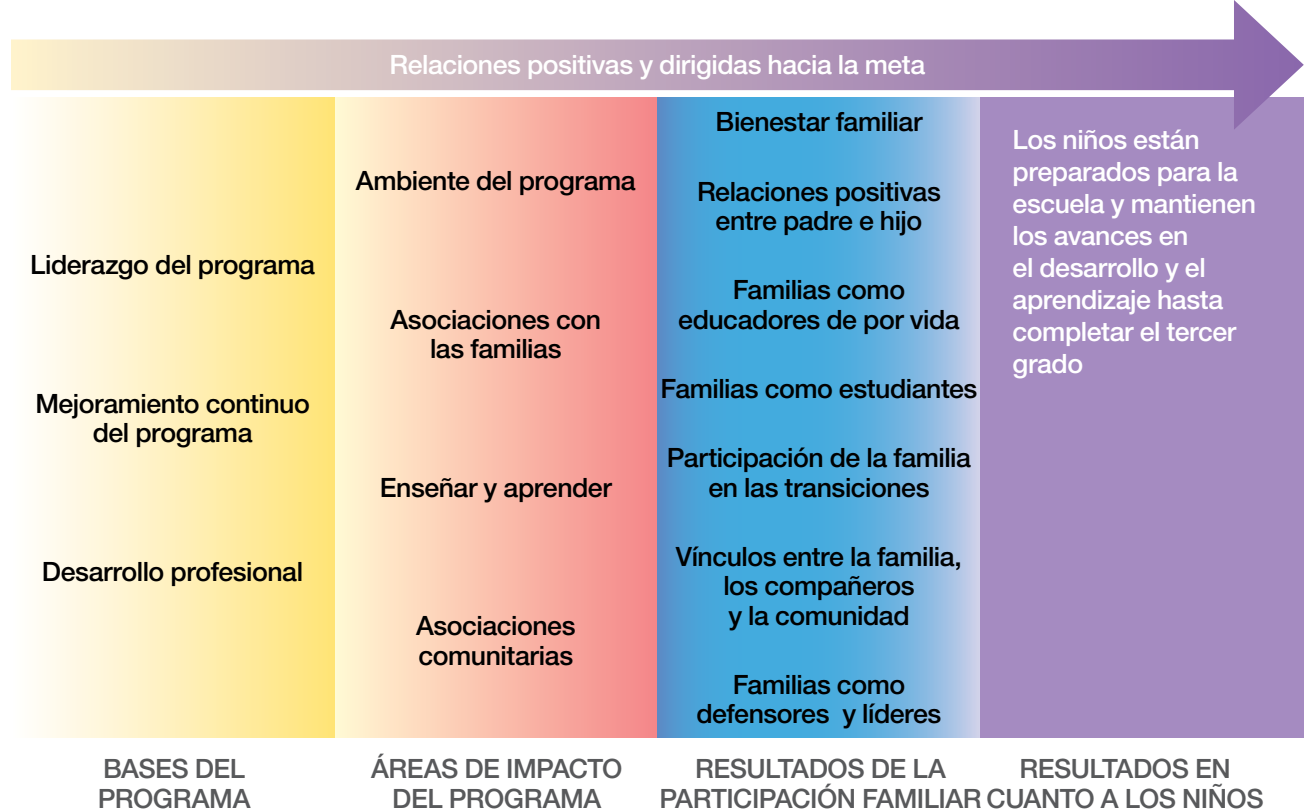 Relaciones positivas y dirigidas hacia la meta
Liderazgo del programa
Mejoramiento continuo
del programa
Desarrollo profesional
BASES DEL
PROGRAMA
Ambiente del programa
Asociaciones con
las familias
Enseñar y aprender
Asociaciones
comunitarias
ÁREAS DE IMPACTO
DEL PROGRAMA
Bienestar familiar
Relaciones positivas
entre padre e hijo
Familias como
educadores de por vida
Familias como estudiantes
Participación de la familia
en las transiciones
Vínculos entre la familia,
los compañeros
y la comunidad
Familias como
defensores y líderes
RESULTADOS DE LA
PARTICIPACIÓN FAMILIAR
Los niños están
preparados para la
escuela y mantienen
los avances en
el desarrollo y el
aprendizaje hasta
completar el tercer
grado
RESULTADOS EN
CUANTO A LOS NIÑOS